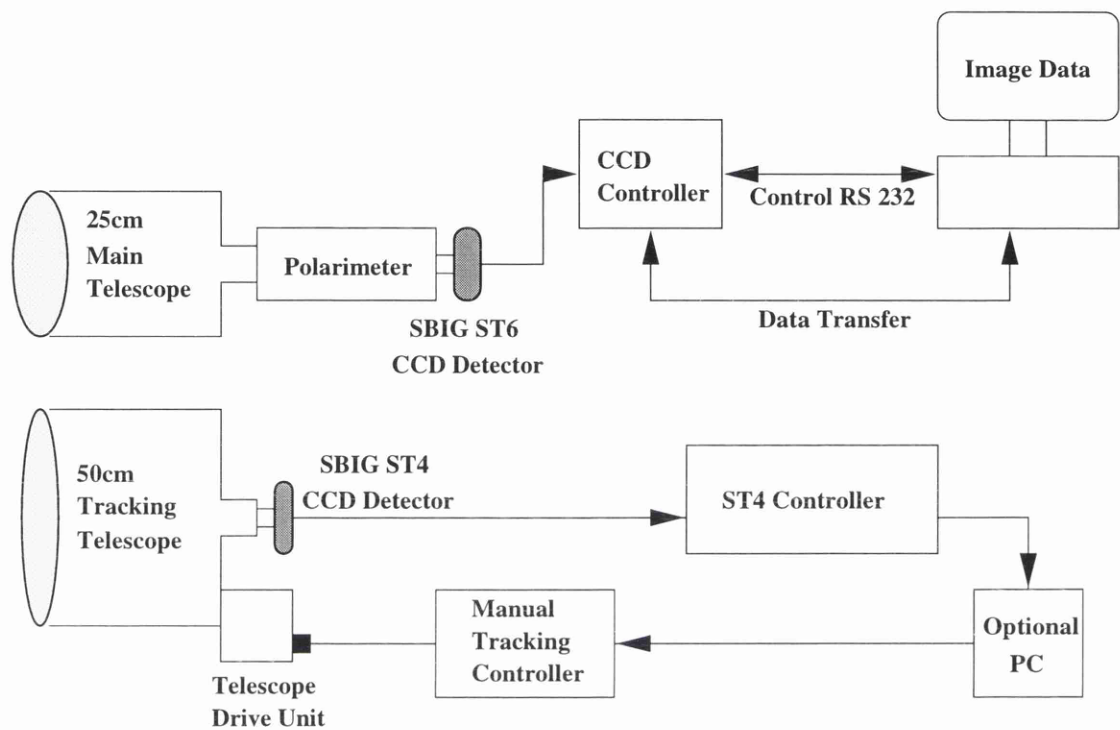 Image Data
CCD
Controller
Control RS 232
25cm
Main
Telescope
Polarimeter
SBIG ST6
CCD Detector
Data Transfer
50cm
Tracking
Telescope
SBIG ST4
CCD Detector
ST4 Controller
Manual
Tracking
Controller
Optional
PC
Telescope
Drive Unit